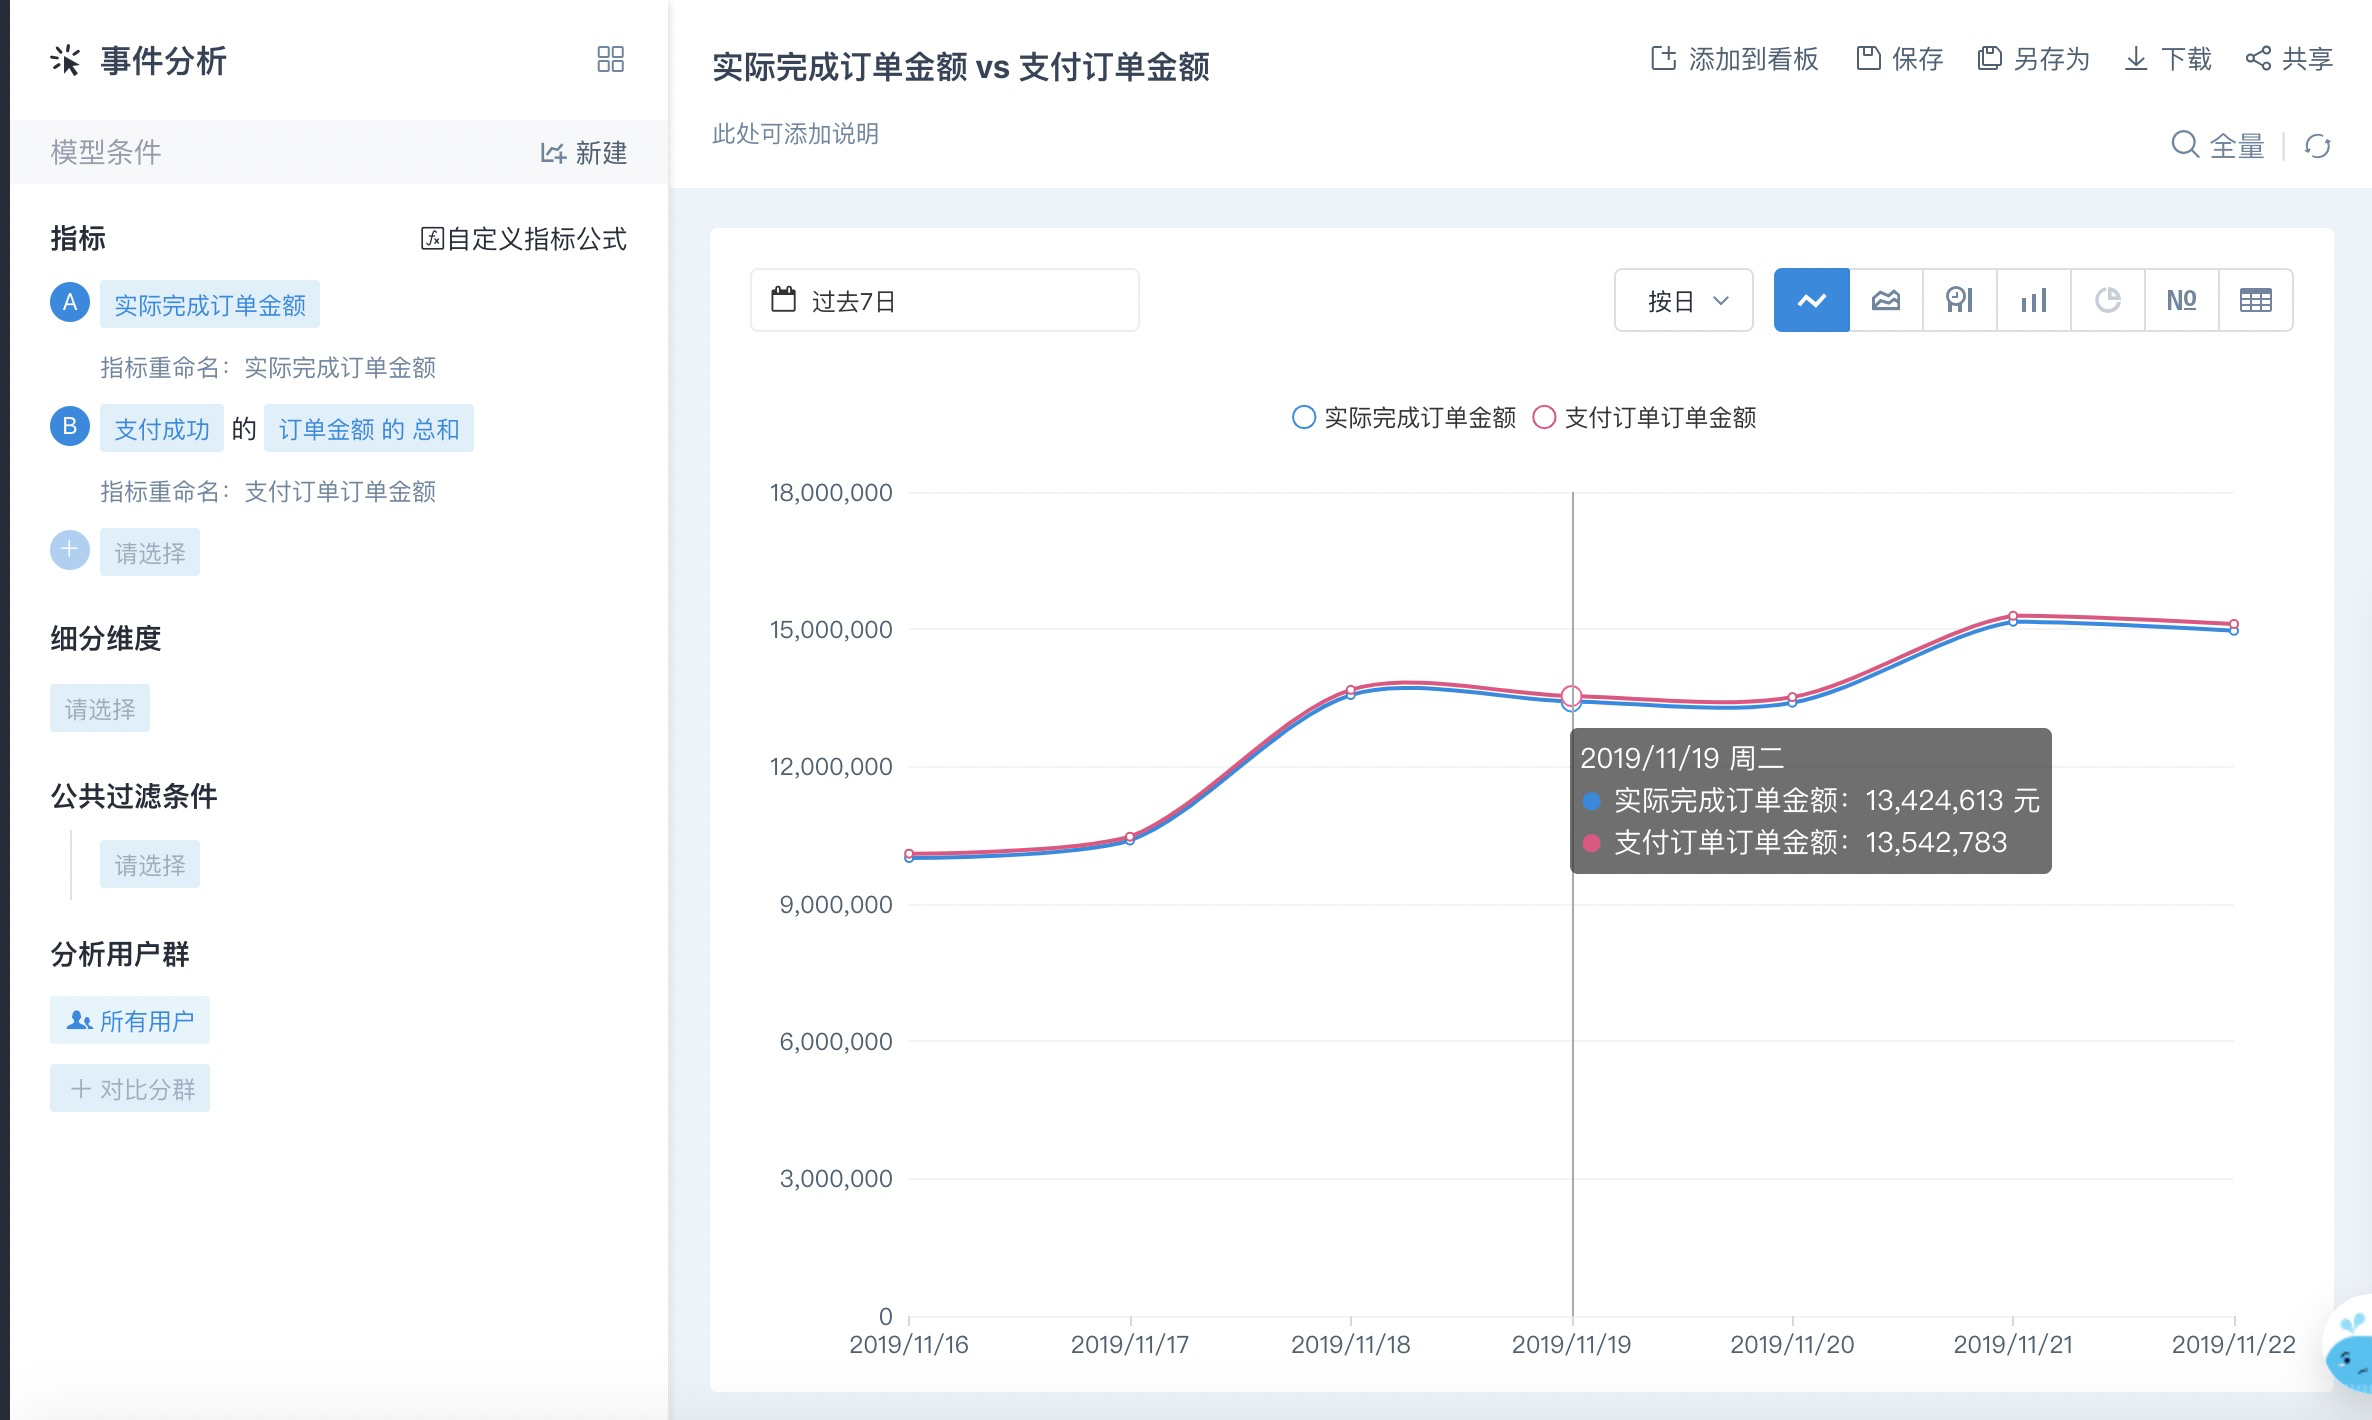 事件分析
模型条件
新建
指标
自定义指标公式
A 实际完成订单金额
指标重命名：实际完成订单金额
B 支付成功 的 订单金额 的 总和
指标重命名：支付订单订单金额
请选择
细分维度
请选择
公共过滤条件
请选择
分析用户群
所有用户
+ 对比分群
实际完成订单金额 vs 支付订单金额
添加到看板 保存 另存为 下载 共享
此处可添加说明
全量
过去7日
按日
No
实际完成订单金额 支付订单订单金额
18,000,000
15,000,000
12,000,000
9,000,000
6,000,000
3,000,000
0
2019/11/19 周二
实际完成订单金额：13,424,613 元
支付订单订单金额：13,542,783
2019/11/16 2019/11/17 2019/11/18 2019/11/19 2019/11/20 2019/11/21 2019/11/22